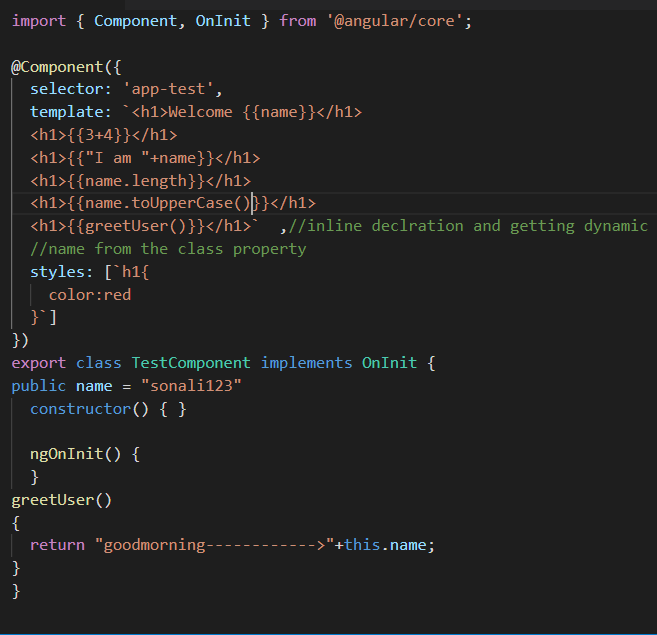 import { Component, OnInit } from '@angular/core';
@Component({
selector: 'app-test',
template: `<h1>Welcome {{name}}</h1>
<h1>{{3+4}}</h1>
<h1>{{"I am "+name}}</h1>
<h1>{{name.length}}</h1>
<h1>{{name.toUpperCase()}}</h1>
<h1>{{greetUser()}}</h1>`  ,//inline declration and getting dynamic
//name from the class property
styles: [`h1{
color:red
}`]
})
export class TestComponent implements OnInit {
public name = "sonali123"
constructor() { }
ngOnInit() {
}
greetUser()
{
return "goodmorning------------>"+this.name;
}
}